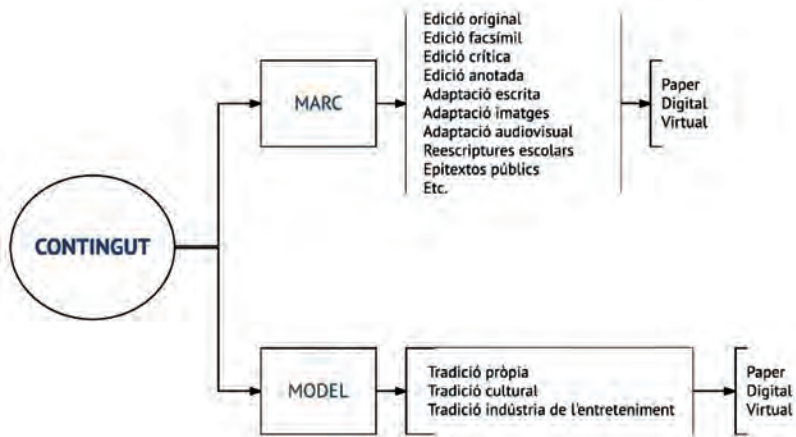 CONTINGUT
MARC
Edició original
Edició facsímil
Edició crítica
Edició anotada
Adaptació escrita
Adaptació imatges
Adaptació audiovisual
Reescriptures escolars
Epitextos públics
Etc.
Paper
Digital
Virtual
MODEL
Tradició pròpia
Tradició cultural
Tradició indústria de l'entreteniment
Paper
Digital
Virtual